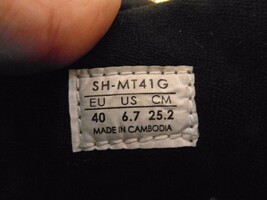 SH-MT41G
EU US CM
40 6.7 25.2
MADE IN CAMBODIA